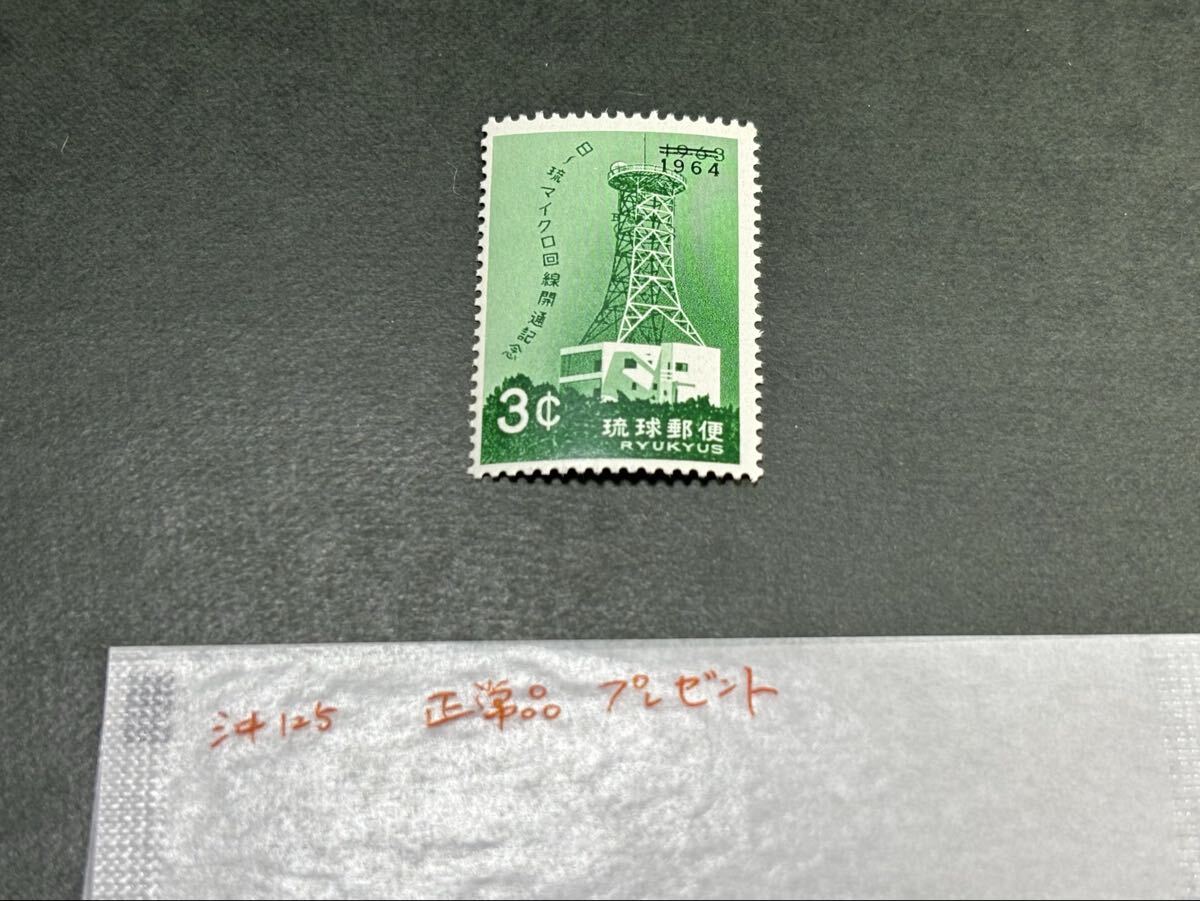 1963
1964
日〜琉マイクロ回線開通記念
3¢
琉球郵便
RYUKYUS
沖125 正常品 プレゼント